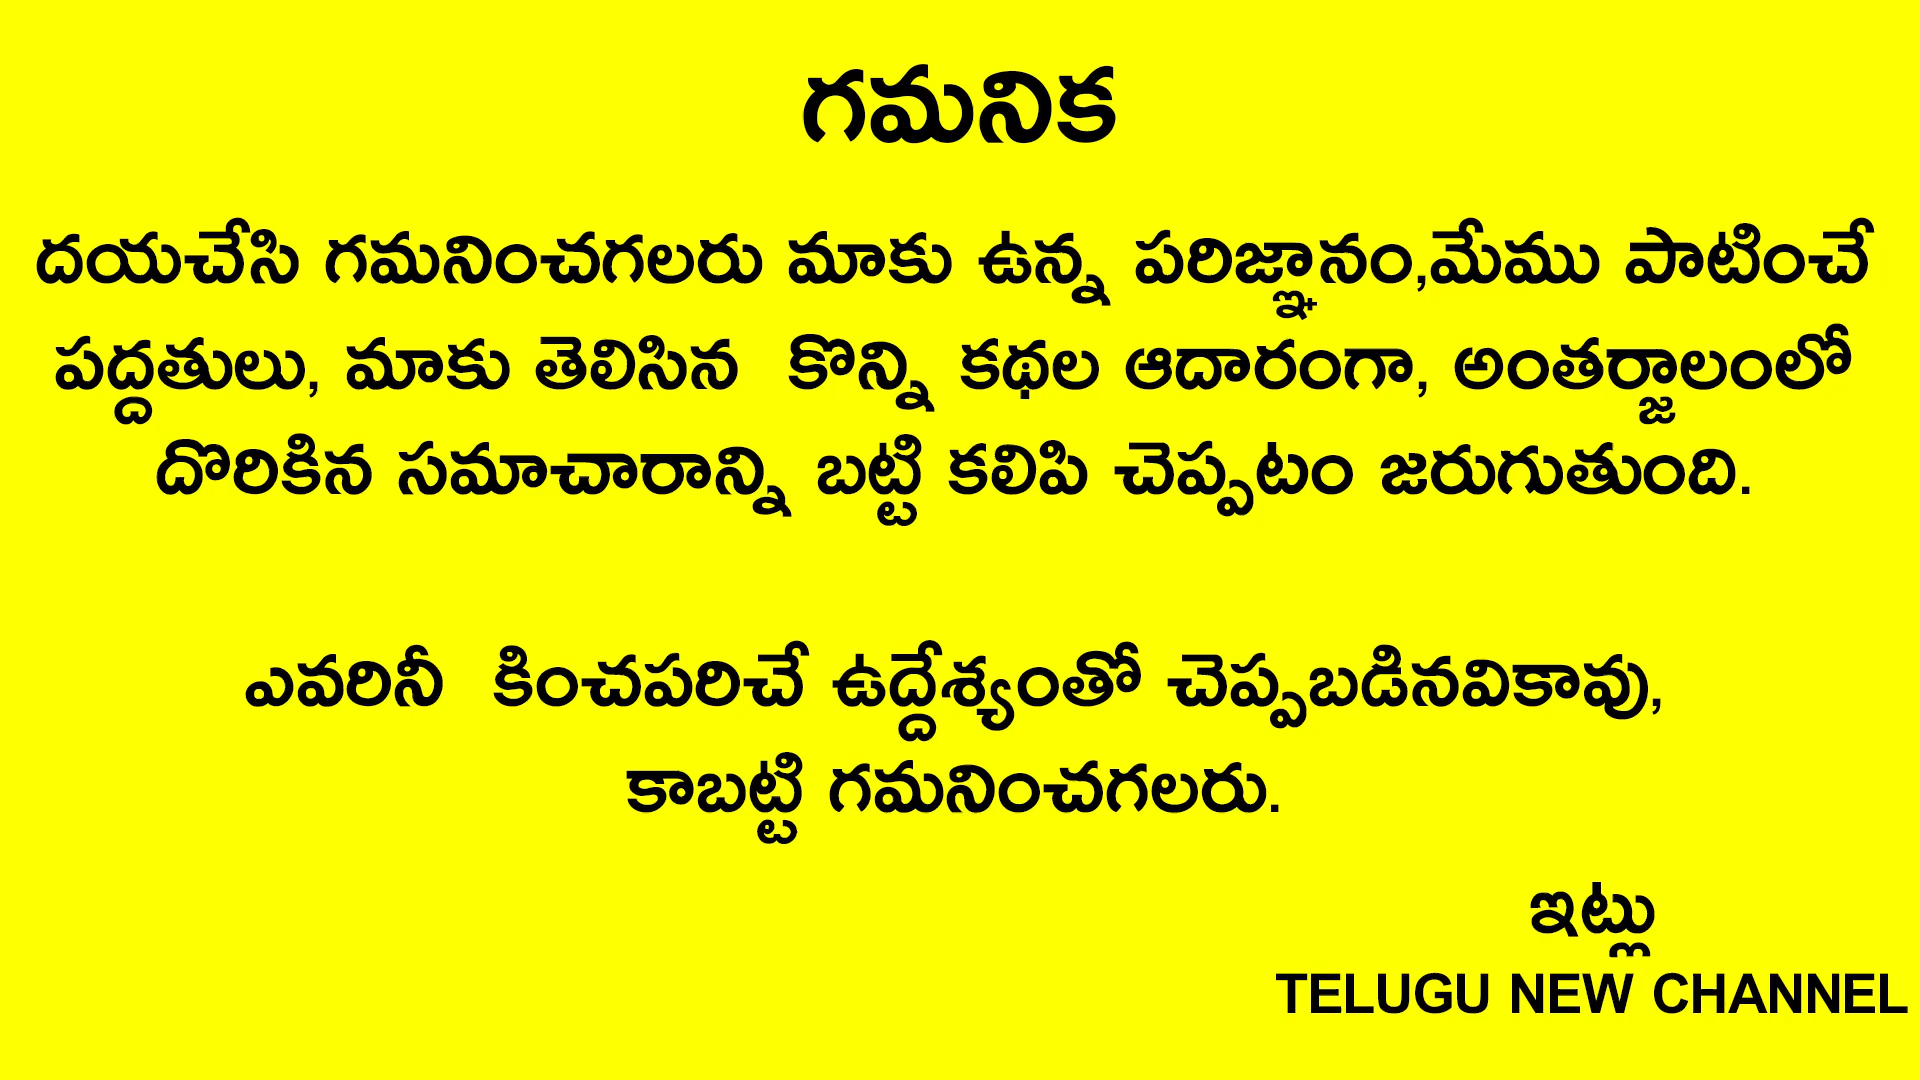 గమనిక
దయచేసి గమనించగలరు మాకు ఉన్న పరిజ్ఞానం,మేము పాటించే
పద్దతులు, మాకు తెలిసిన కొన్ని కథల ఆదారంగా, అంతర్జాలంలో
దొరికిన సమాచారాన్ని బట్టి కలిపి చెప్పటం జరుగుతుంది.
ఎవరినీ కించపరిచే ఉద్దేశ్యంతో చెప్పబడినవికావు,
కాబట్టి గమనించగలరు.
ఇట్లు
TELUGU NEW CHANNEL